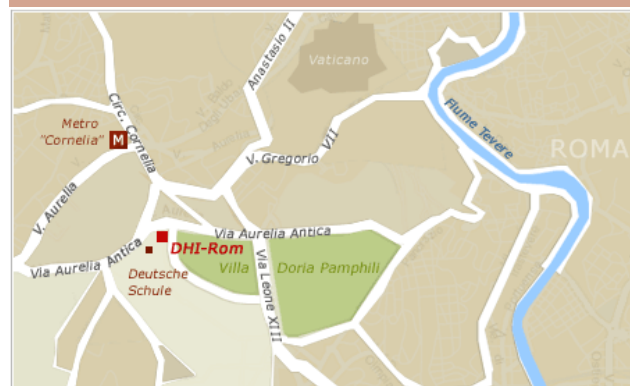 Anastasio II
Vaticano
Circ. Cornelia
Metro
"Cornelia"
M
Fiume Tevere
ROMA
V. Gregorio
VII
V. Aurelia
Via Aurelia Antica
DHI-Rom
Via Aurelia Antica
Deutsche
Schule
Villa
Doria Pamphili
Via Leone XIII